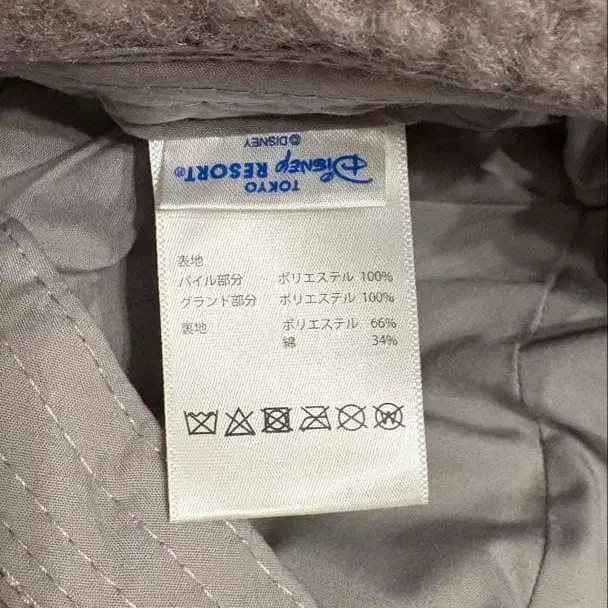 ©DISNEY
TOKYO
DISNEY RESORT®
表地
パイル部分 ポリエステル 100%
グランド部分 ポリエステル 100%
裏地 ポリエステル 66%
綿 34%